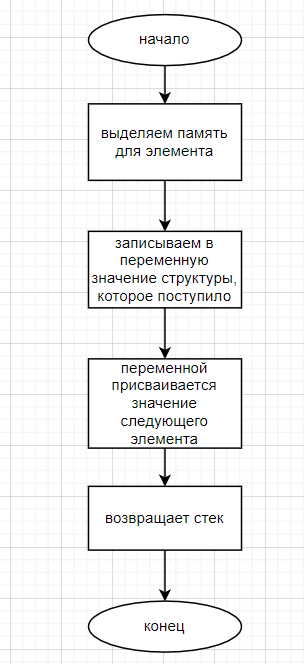 начало
выделяем память
для элемента
записываем в
переменную
значение структуры,
которое поступило
переменной
присваивается
значение
следующего
элемента
возвращает стек
конец